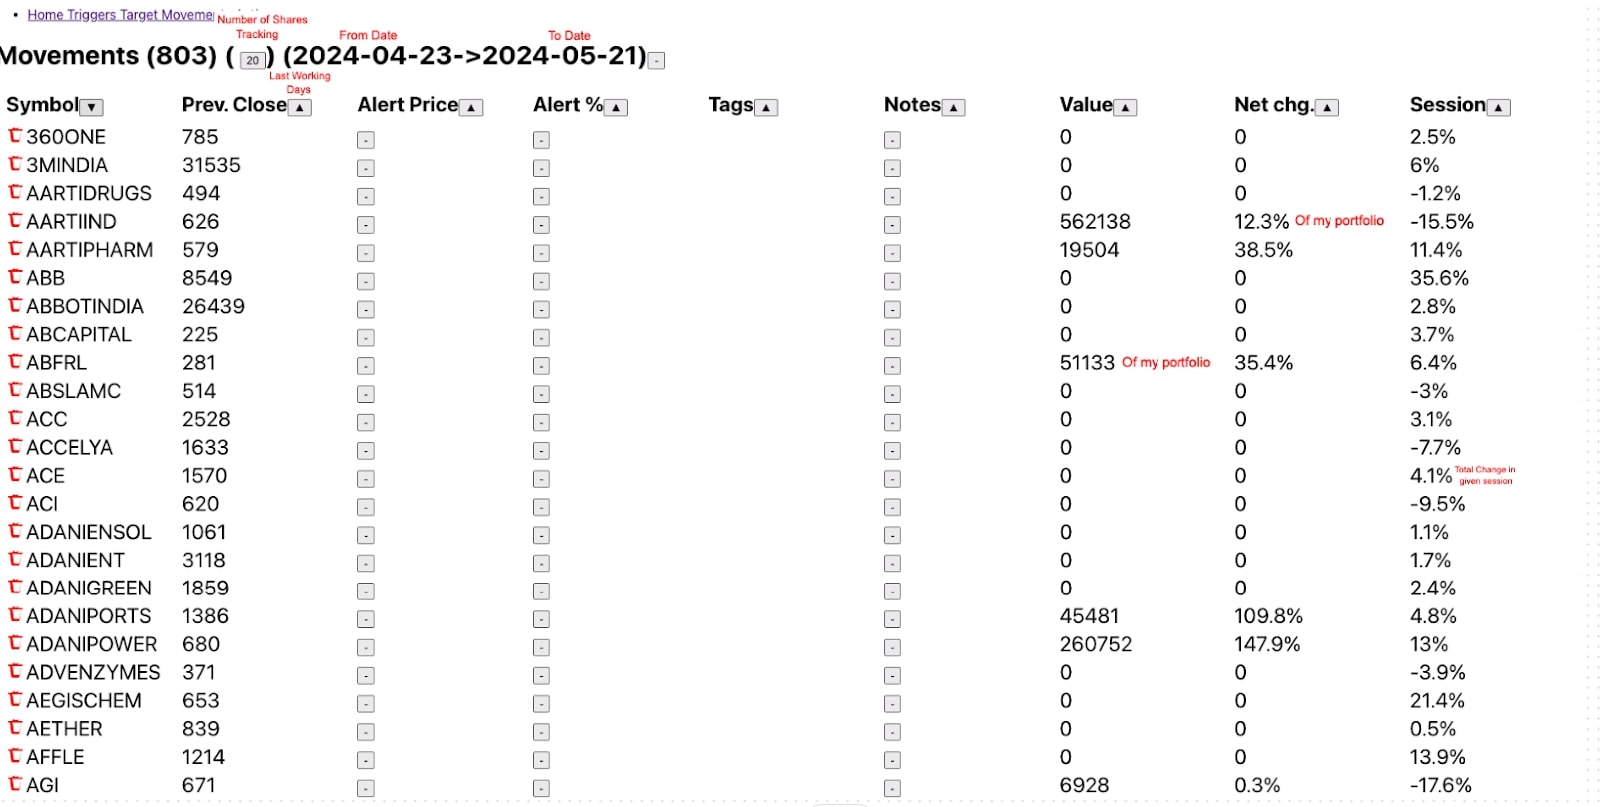 Home Triggers Target Moveme
Number of Shares
Tracking
From Date
To Date
Movements (803) ( 20 ) (2024-04-23->2024-05-21) -
Last Working
Days
Symbol▼ Prev. Close▲ Alert Price▲ Alert %▲ Tags▲ Notes▲ Value▲ Net chg.▲ Session▲
360ONE 785 - - - 0 0 2.5%
3MINDIA 31535 - - - 0 0 6%
AARTIDRUGS 494 - - - 0 0 -1.2%
AARTIIND 626 - - - 562138 12.3% Of my portfolio -15.5%
AARTIPHARM 579 - - - 19504 38.5% 11.4%
ABB 8549 - - - 0 0 35.6%
ABBOTINDIA 26439 - - - 0 0 2.8%
ABCAPITAL 225 - - - 0 0 3.7%
ABFRL 281 - - - 51133 Of my portfolio 35.4% 6.4%
ABSLAMC 514 - - - 0 0 -3%
ACC 2528 - - - 0 0 3.1%
ACCELYA 1633 - - - 0 0 -7.7%
ACE 1570 - - - 0 0 4.1% Total Change in
given session
ACI 620 - - - 0 0 -9.5%
ADANIENSOL 1061 - - - 0 0 1.1%
ADANIENT 3118 - - - 0 0 1.7%
ADANIGREEN 1859 - - - 0 0 2.4%
ADANIPORTS 1386 - - - 45481 109.8% 4.8%
ADANIPOWER 680 - - - 260752 147.9% 13%
ADVENZYMES 371 - - - 0 0 -3.9%
AEGISCHEM 653 - - - 0 0 21.4%
AETHER 839 - - - 0 0 0.5%
AFFLE 1214 - - - 0 0 13.9%
AGI 671 - - - 6928 0.3% -17.6%